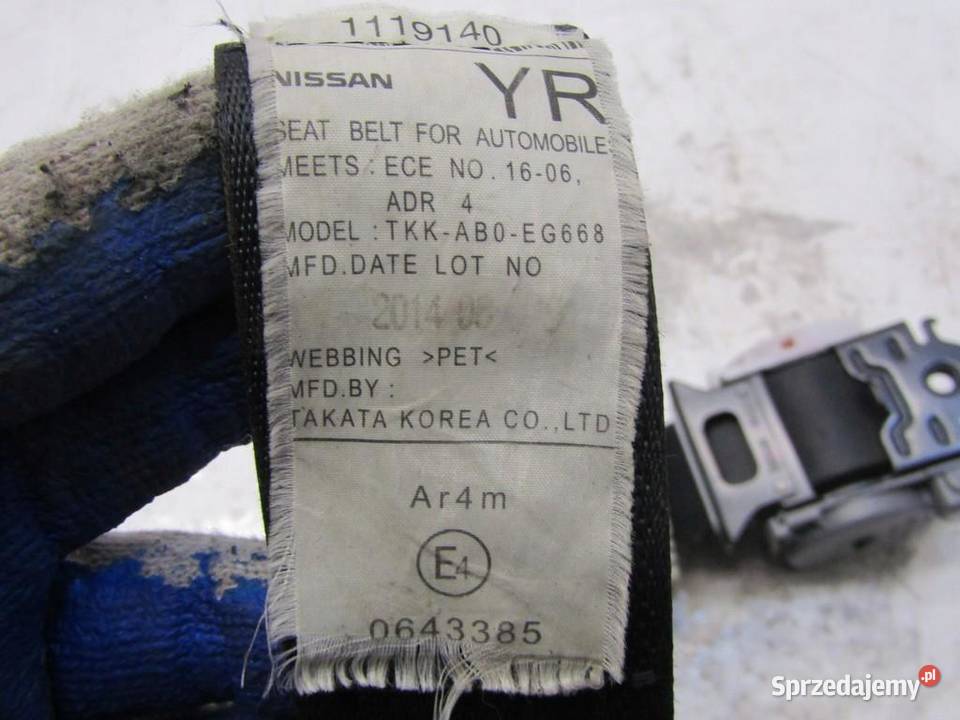 1119140
NISSAN YR
SEAT BELT FOR AUTOMOBILE
MEETS : ECE NO. 16-06,
ADR 4
MODEL : TKK-AB0-EG668
MFD.DATE LOT NO
2014 08
WEBBING >PET<
MFD.BY :
TAKATA KOREA CO.,LTD
Ar4m
E4
0643385
Sprzedajemy.pl